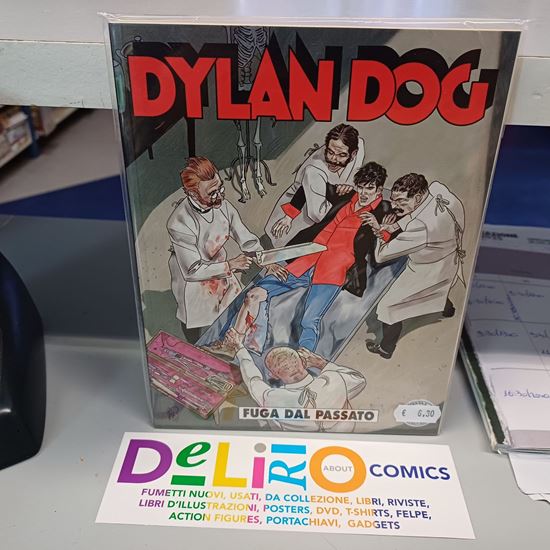 DYLAN DOG
FUGA DAL PASSATO
€ 6,30
DeLiRiO
ABOUT
COMICS
FUMETTI NUOVI, USATI, DA COLLEZIONE, LIBRI, RIVISTE,
LIBRI D'ILLUSTRAZIONI, POSTERS, DVD, T-SHIRTS, FELPE,
ACTION FIGURES, PORTACHIAVI, GADGETS